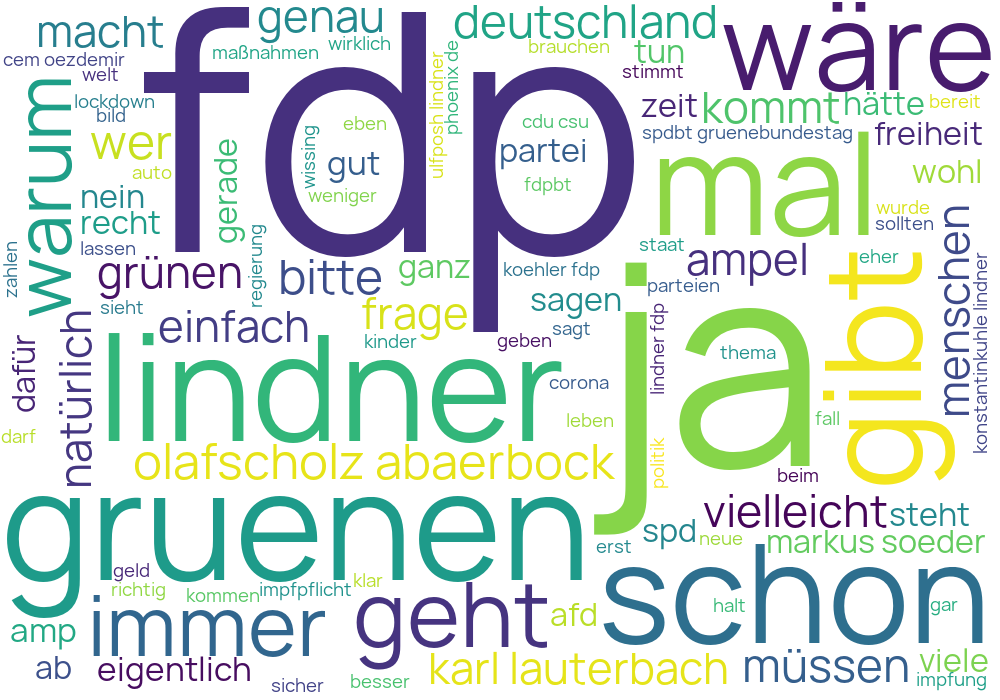 macht
genau
deutschland
wäre
cem oezdemir
maßnahmen
wirklich
brauchen
tun
welt
stimmt
fdp
warum
lockdown
bild
ulfposh lindner
phoenix de
zeit
kommt
hätte
bereit
wer
eben
cdu csu
spdbt gruenebundestag
freiheit
auto
gerade
wissing
gut
partei
mal
wohl
nein
weniger
fdpbt
recht
wurde
sollten
lassen
zahlen
regierung
staat
ampel
eher
menschen
grünen
bitte
ganz
koehler fdp
ja
parteien
gibt
sieht
einfach
frage
sagen
sagt
konstantinkuhle lindner
natürlich
dafür
lindner
kinder
geben
lindner fdp
thema
corona
darf
leben
fall
olafscholz abaerbock
politik
beim
gruenen
vielleicht
steht
spd
neue
markus soeder
erst
geld
richtig
kommen
impfpflicht
klar
schon
amp
immer
geht
afd
halt
gar
ab
eigentlich
sicher
besser
karl lauterbach
müssen
viele
impfung